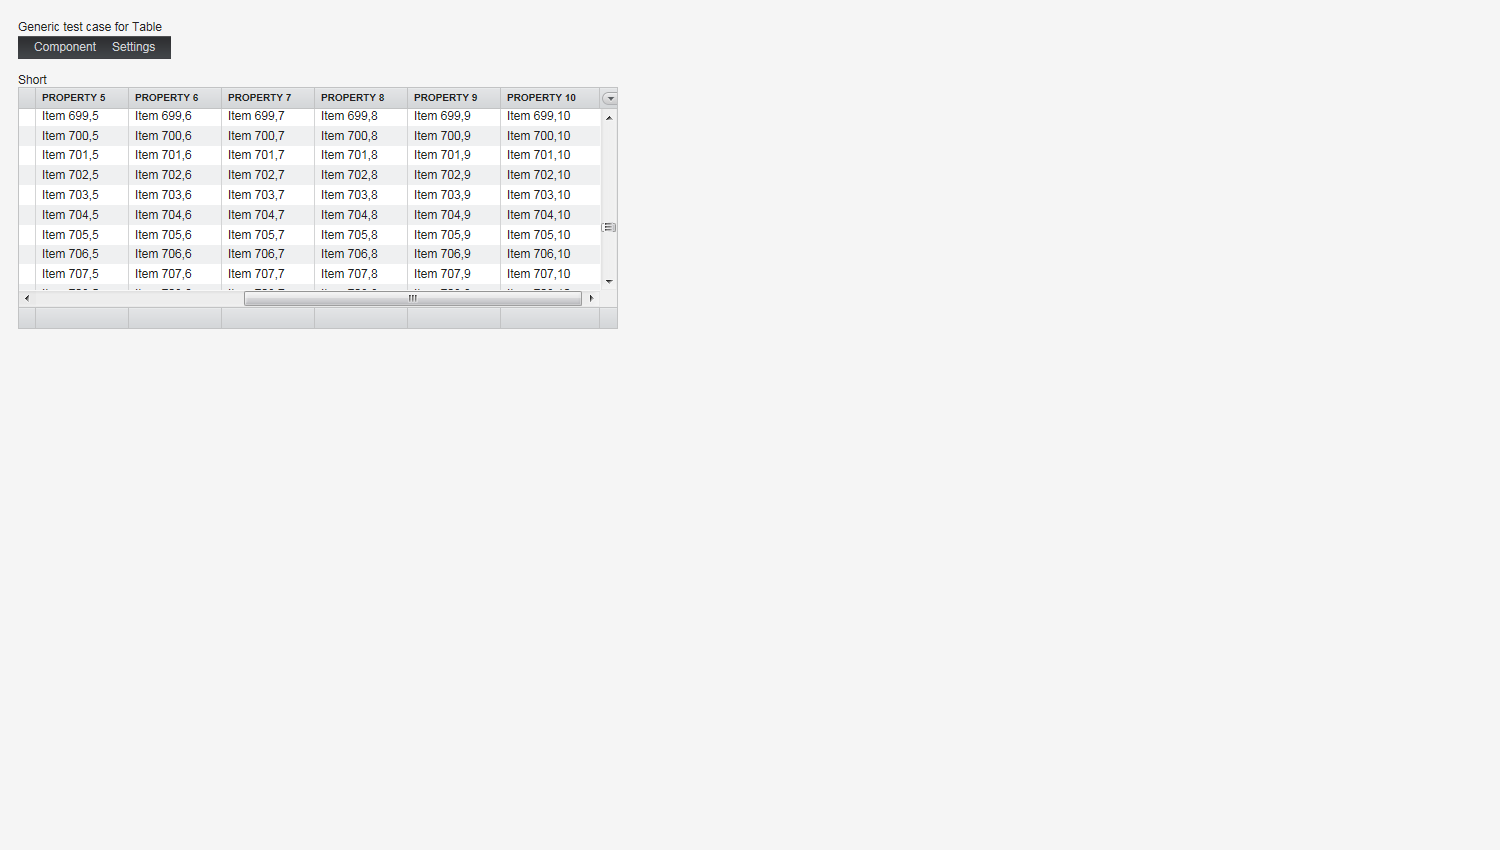 Generic test case for Table
Component Settings
Short
PROPERTY 5 PROPERTY 6 PROPERTY 7 PROPERTY 8 PROPERTY 9 PROPERTY 10
Item 699,5 Item 699,6 Item 699,7 Item 699,8 Item 699,9 Item 699,10
Item 700,5 Item 700,6 Item 700,7 Item 700,8 Item 700,9 Item 700,10
Item 701,5 Item 701,6 Item 701,7 Item 701,8 Item 701,9 Item 701,10
Item 702,5 Item 702,6 Item 702,7 Item 702,8 Item 702,9 Item 702,10
Item 703,5 Item 703,6 Item 703,7 Item 703,8 Item 703,9 Item 703,10
Item 704,5 Item 704,6 Item 704,7 Item 704,8 Item 704,9 Item 704,10
Item 705,5 Item 705,6 Item 705,7 Item 705,8 Item 705,9 Item 705,10
Item 706,5 Item 706,6 Item 706,7 Item 706,8 Item 706,9 Item 706,10
Item 707,5 Item 707,6 Item 707,7 Item 707,8 Item 707,9 Item 707,10